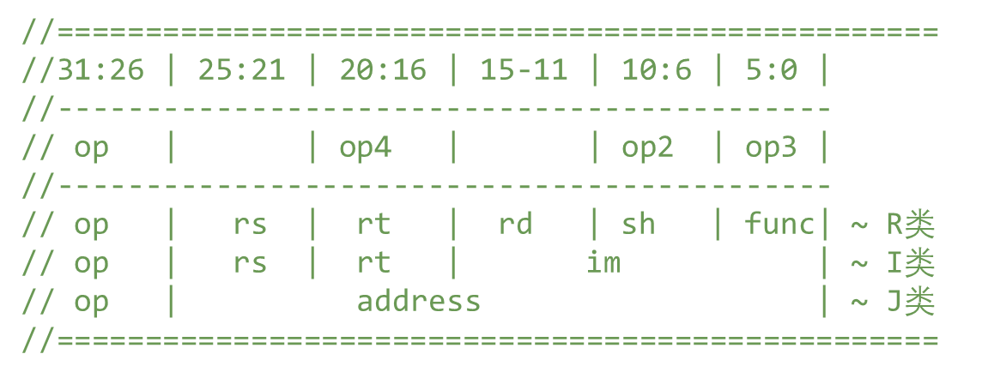 //==================================================
//31:26 | 25:21 | 20:16 | 15-11 | 10:6 | 5:0 |
//--------------------------------------------
// op   |       | op4   |       | op2  | op3 |
//--------------------------------------------
// op   |   rs  |  rt   |  rd   | sh   | func| ~ R类
// op   |   rs  |  rt   |       im           | ~ I类
// op   |          address                   | ~ J类
//==================================================